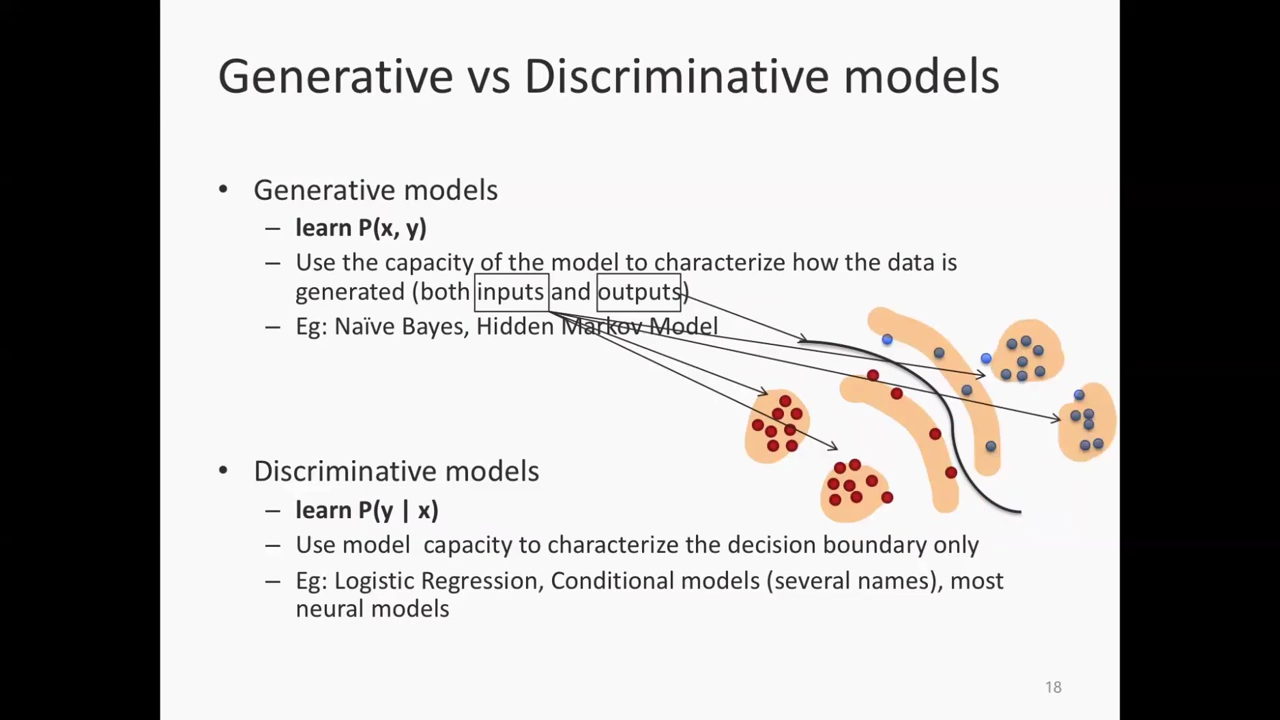 Generative vs Discriminative models
• Generative models
– learn P(x, y)
– Use the capacity of the model to characterize how the data is
generated (both inputs and outputs)
– Eg: Naïve Bayes, Hidden Markov Model
• Discriminative models
– learn P(y | x)
– Use model  capacity to characterize the decision boundary only
– Eg: Logistic Regression, Conditional models (several names), most
neural models
18